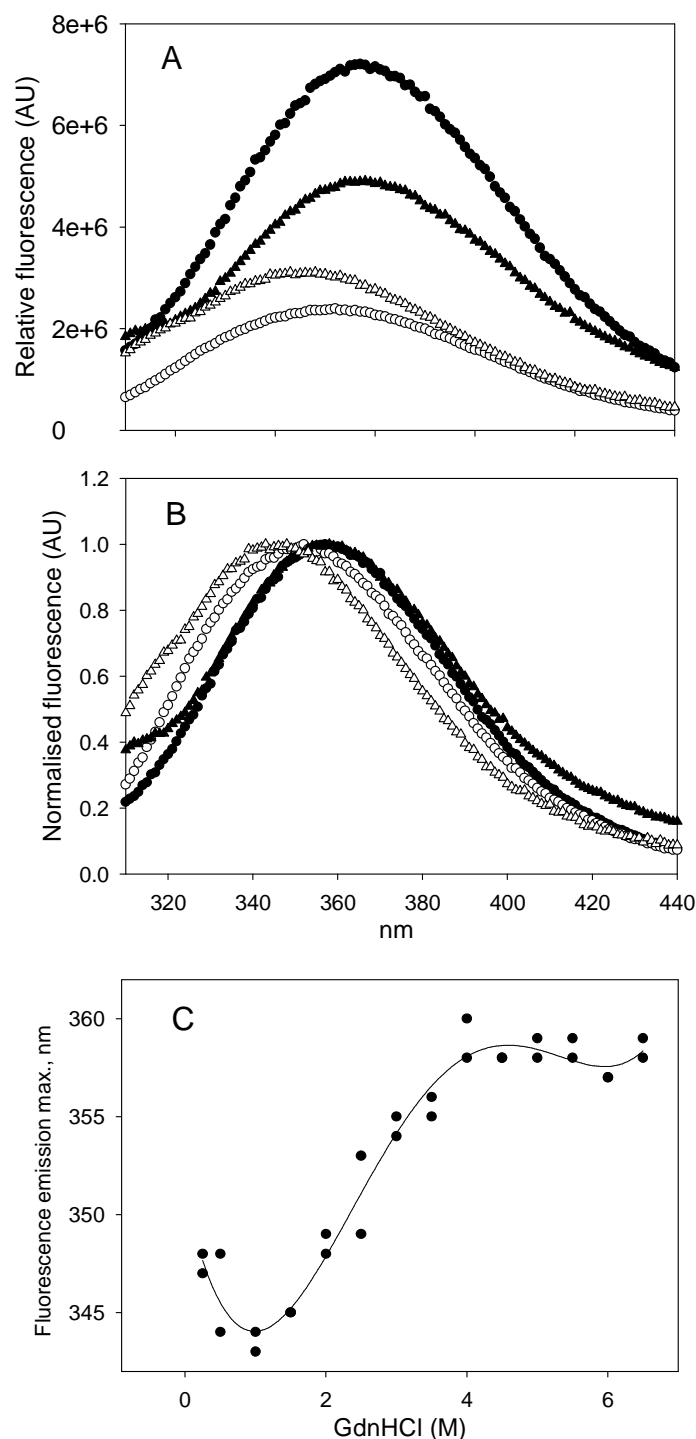 A
Relative fluorescence (AU)
8e+6
6e+6
4e+6
2e+6
0
B
Normalised fluorescence (AU)
1.2
1.0
0.8
0.6
0.4
0.2
0.0
320 340 360 380 400 420 440
nm
C
Fluorescence emission max., nm
360
355
350
345
0 2 4 6
GdnHCl (M)